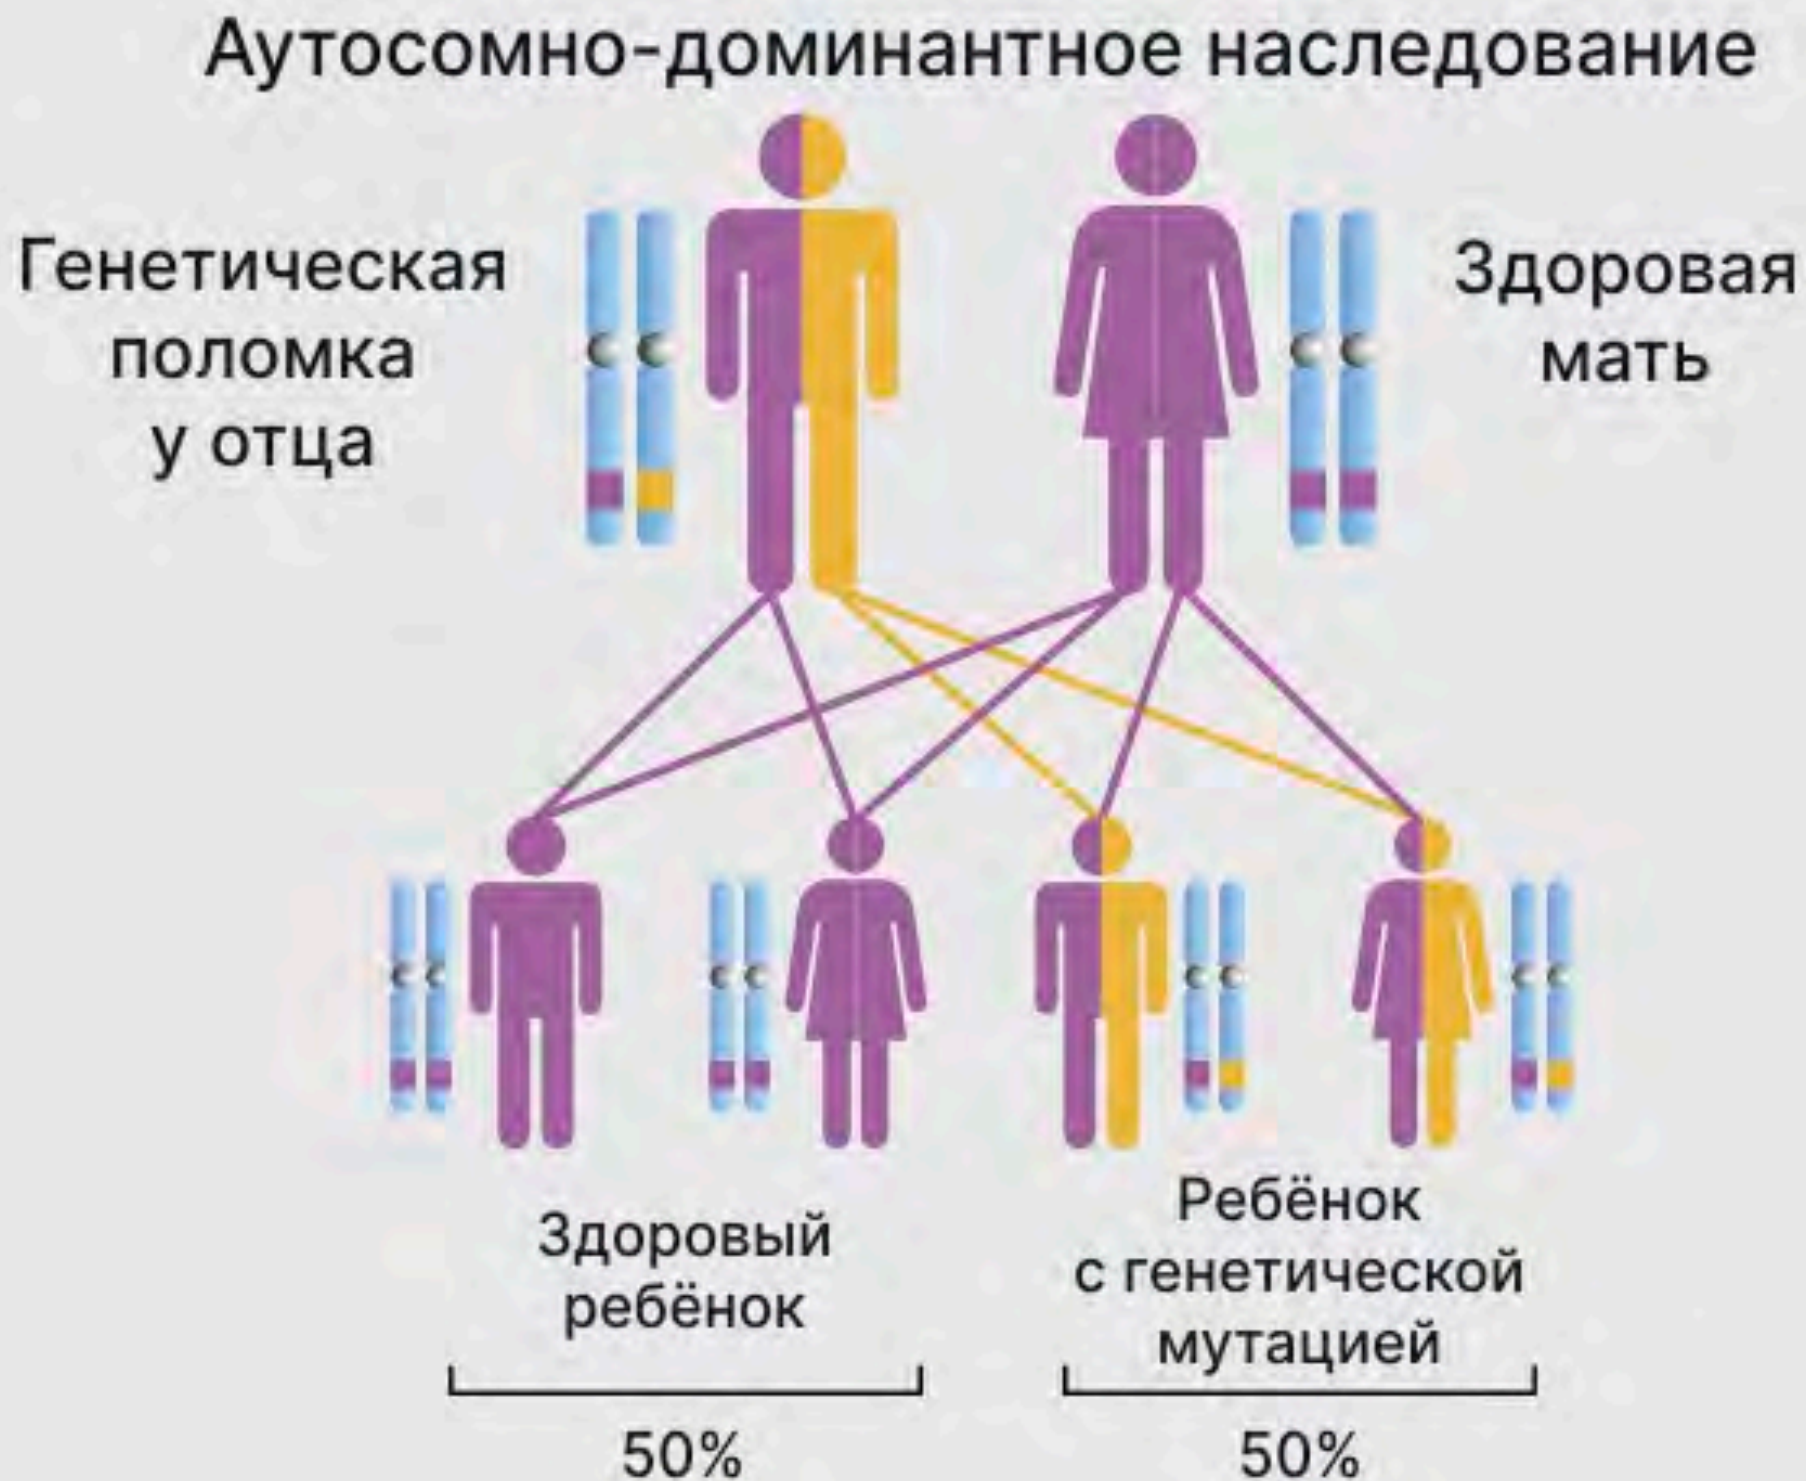 Аутосомно-доминантное наследование
Генетическая
поломка
у отца
Здоровая
мать
Здоровый
ребёнок
Ребёнок
с генетической
мутацией
50%
50%